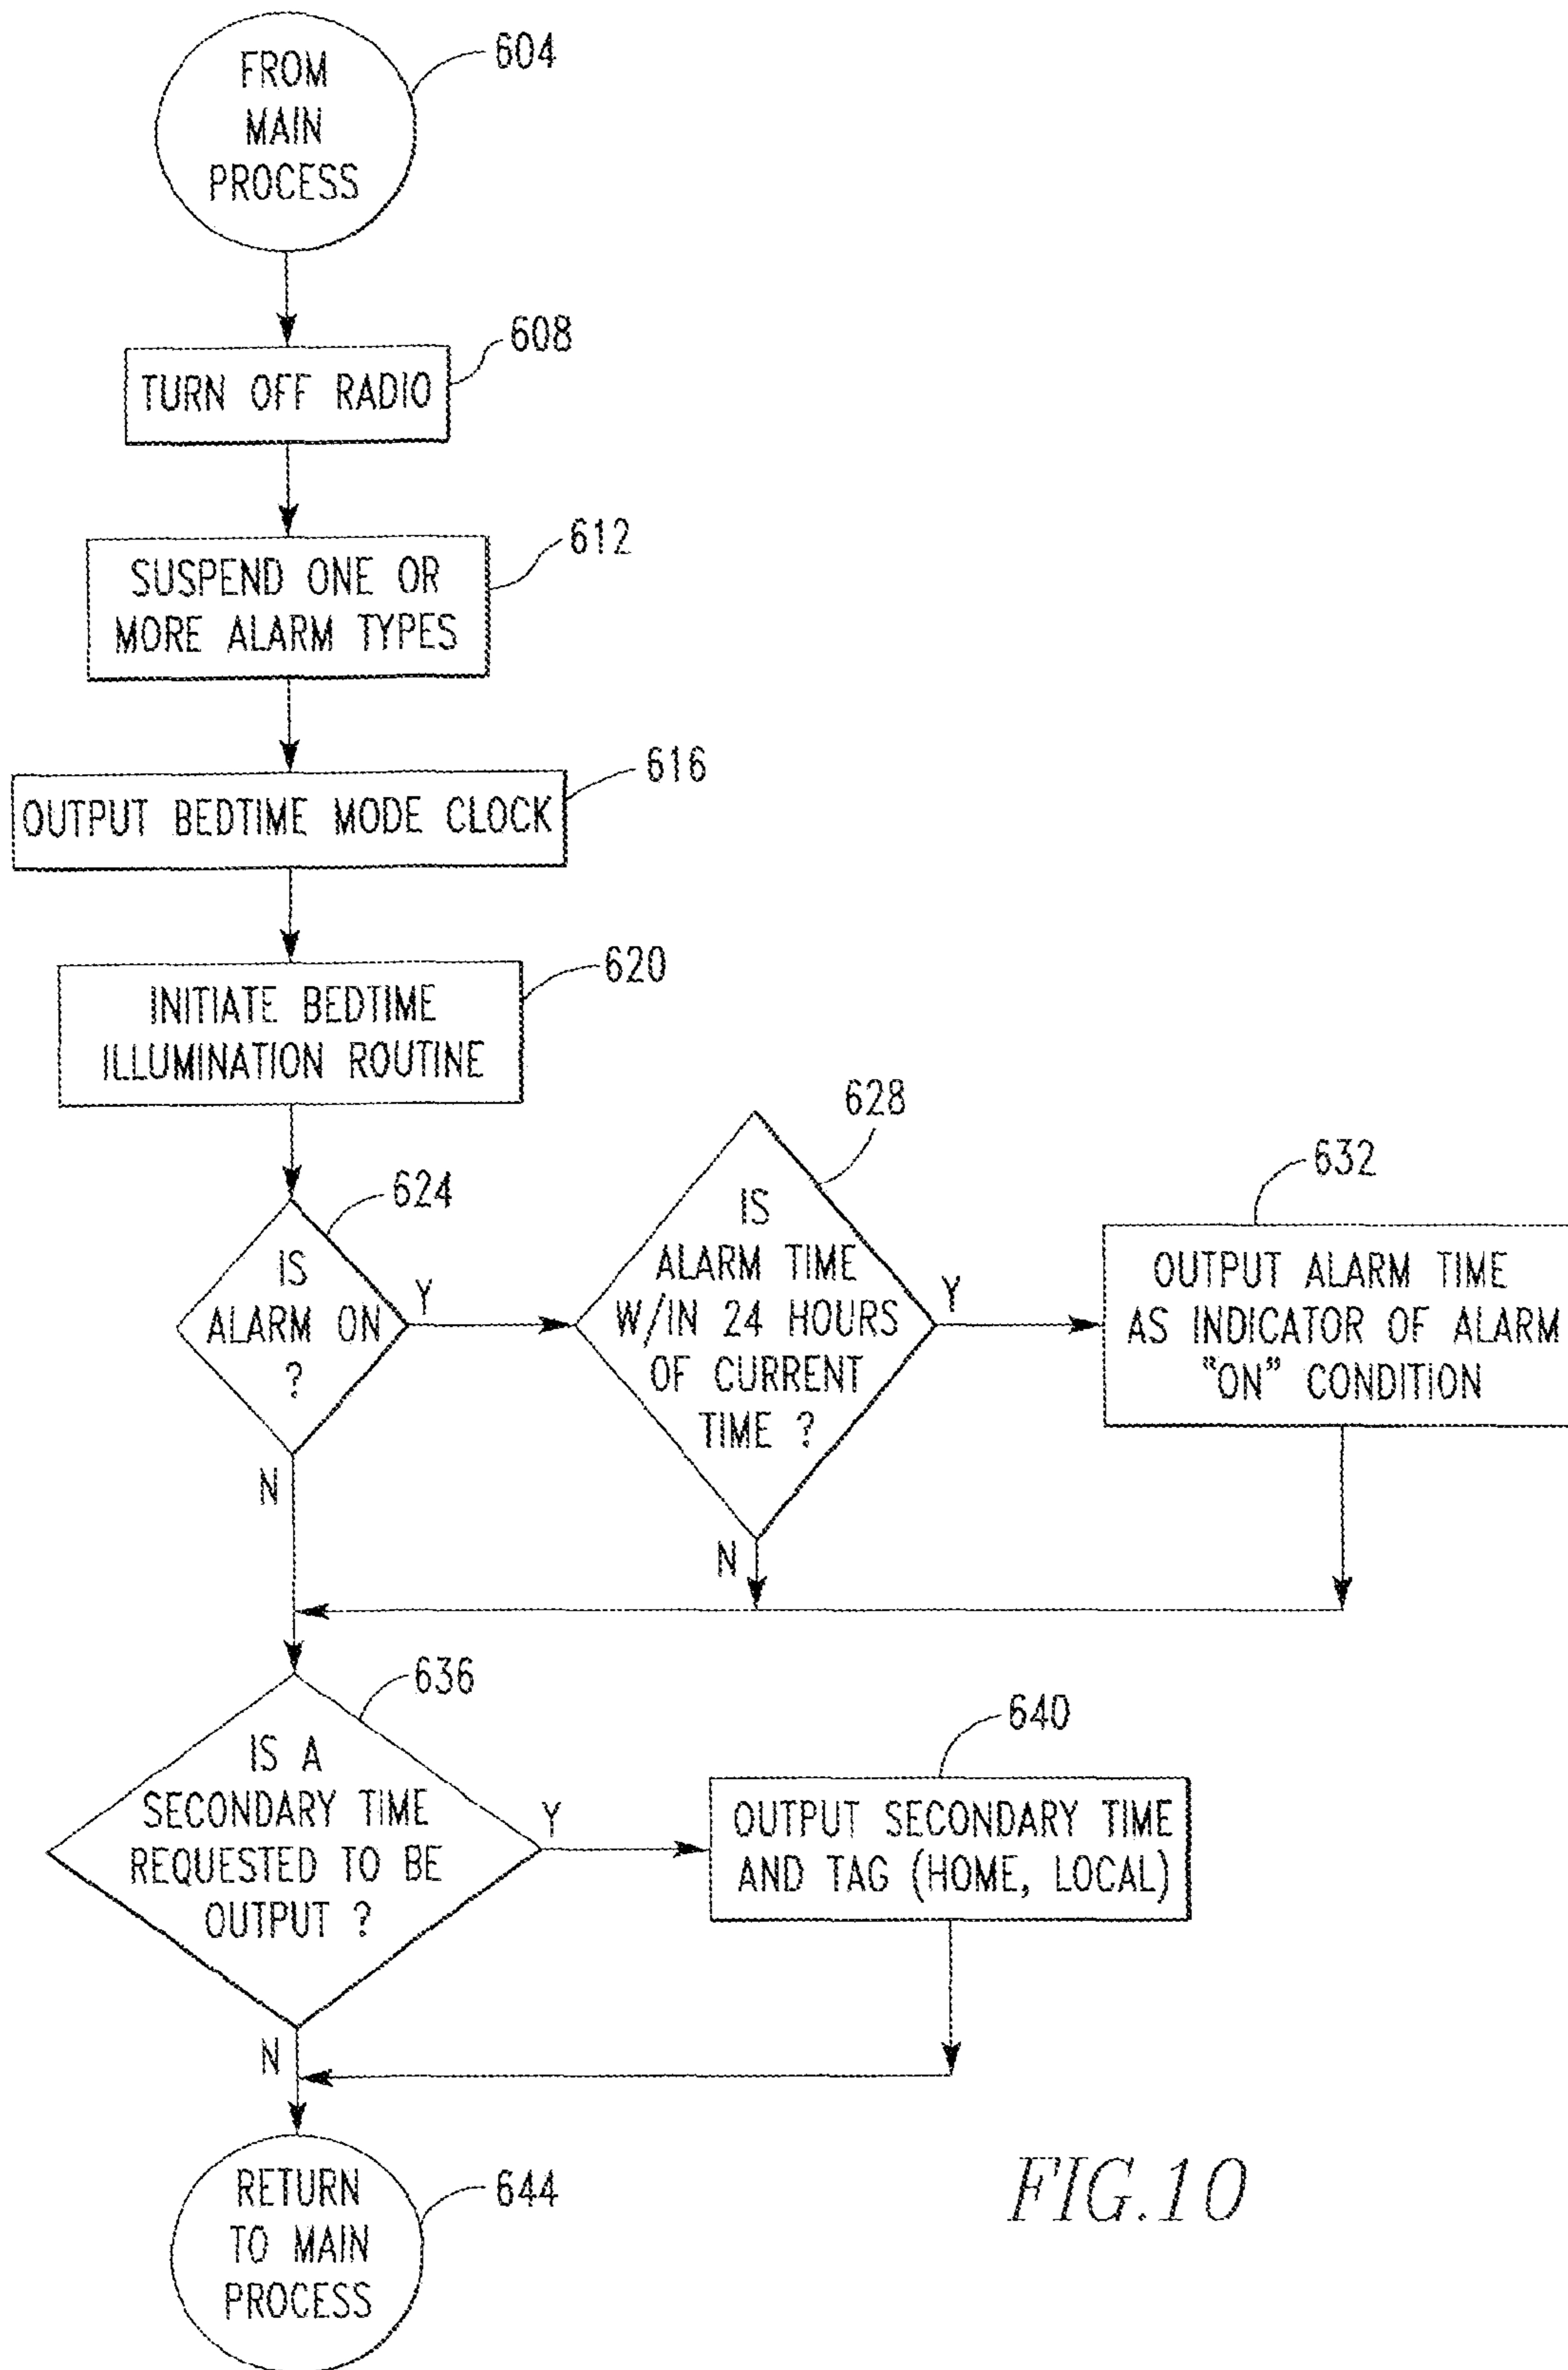 FROM
MAIN
PROCESS
604
TURN OFF RADIO
608
SUSPEND ONE OR
MORE ALARM TYPES
612
OUTPUT BEDTIME MODE CLOCK
616
INITIATE BEDTIME
ILLUMINATION ROUTINE
620
IS
ALARM ON
?
624
Y
N
IS
ALARM TIME
W/IN 24 HOURS
OF CURRENT
TIME ?
628
Y
N
OUTPUT ALARM TIME
AS INDICATOR OF ALARM
"ON" CONDITION
632
IS A
SECONDARY TIME
REQUESTED TO BE
OUTPUT ?
636
Y
N
OUTPUT SECONDARY TIME
AND TAG (HOME, LOCAL)
640
RETURN
TO MAIN
PROCESS
644
FIG.10